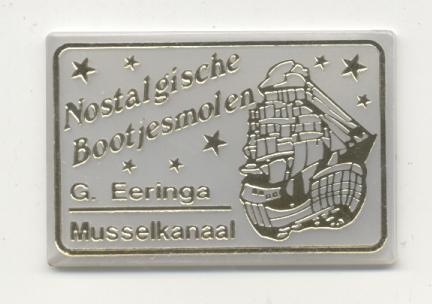 Nostalgische
Bootjesmolen
G. Eeringa
Musselkanaal